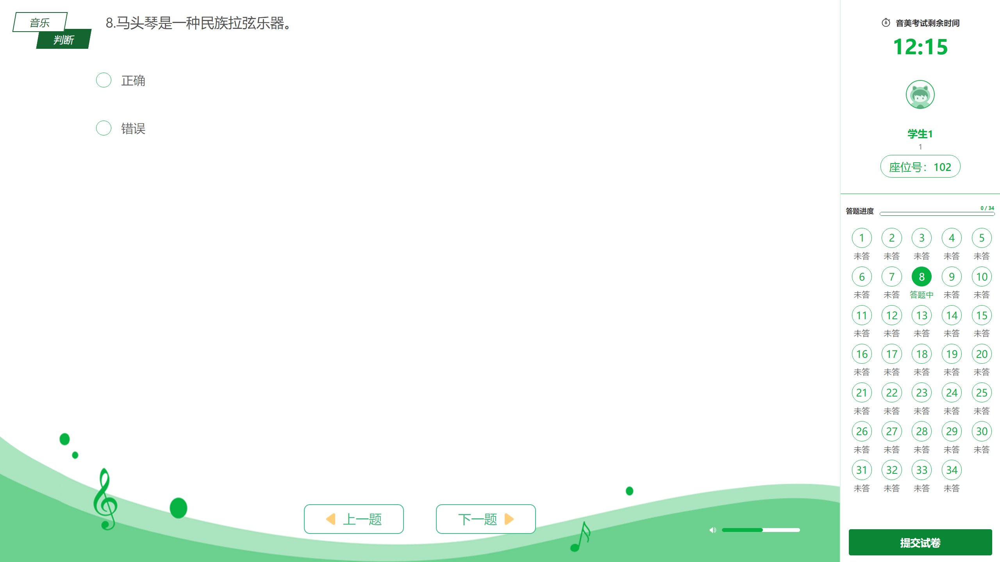 音乐
判断
8.马头琴是一种民族拉弦乐器。
正确
错误
上一题
下一题
音美考试剩余时间
12:15
学生1
1
座位号：102
答题进度
0 / 34
1 2 3 4 5
未答 未答 未答 未答 未答
6 7 8 9 10
未答 未答 答题中 未答 未答
11 12 13 14 15
未答 未答 未答 未答 未答
16 17 18 19 20
未答 未答 未答 未答 未答
21 22 23 24 25
未答 未答 未答 未答 未答
26 27 28 29 30
未答 未答 未答 未答 未答
31 32 33 34
未答 未答 未答 未答
提交试卷